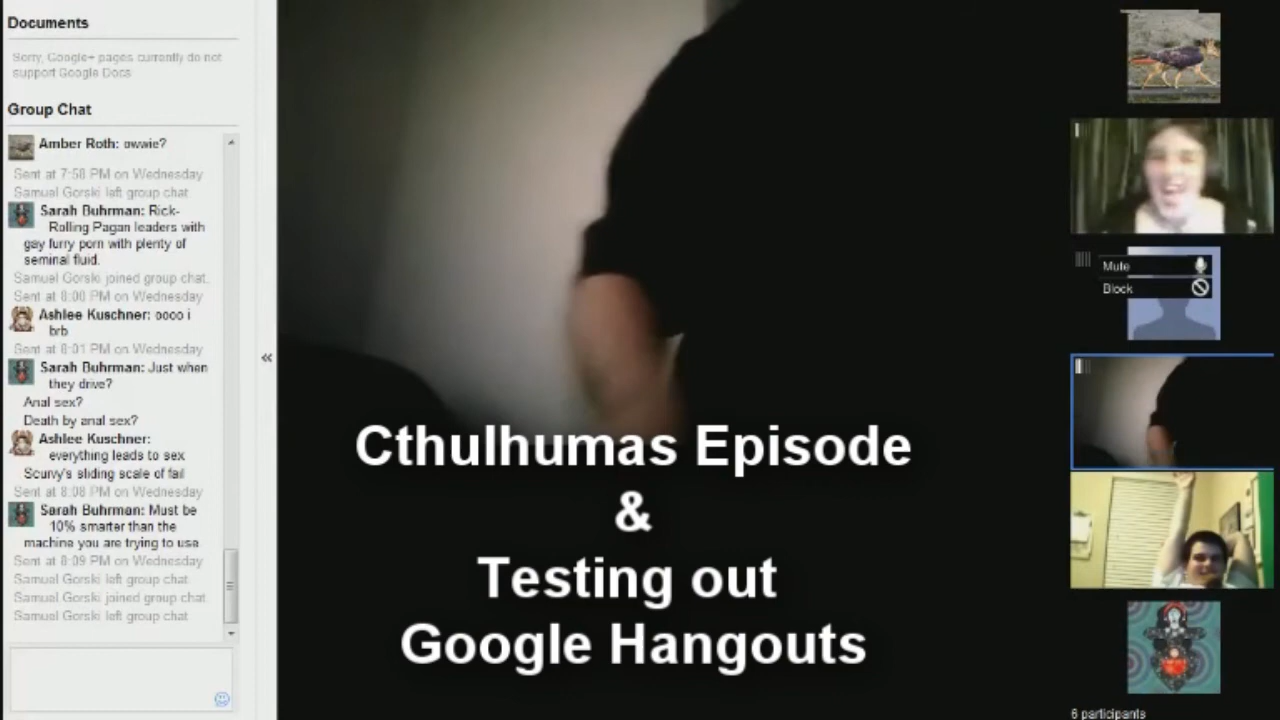 Documents
Sorry, Google+ pages currently do not
support Google Docs
Group Chat
Amber Roth: owwie?
Sent at 7:58 PM on Wednesday
Samuel Gorski left group chat
Sarah Buhrman: Rick-
Rolling Pagan leaders with
gay furry porn with plenty of
seminal fluid.
Samuel Gorski joined group chat.
Sent at 8:00 PM on Wednesday
Ashlee Kuschner: oooo i
brb
Sent at 8:01 PM on Wednesday
Sarah Buhrman: Just when
they drive?
Anal sex?
Death by anal sex?
Ashlee Kuschner:
everything leads to sex
Scurvy's sliding scale of fail
Sent at 8:08 PM on Wednesday
Sarah Buhrman: Must be
10% smarter than the
machine you are trying to use
Sent at 8:09 PM on Wednesday
Samuel Gorski left group chat
Samuel Gorski joined group chat
Samuel Gorski left group chat
«
Cthulhumas Episode
&
Testing out
Google Hangouts
Mute
Block
6 participants